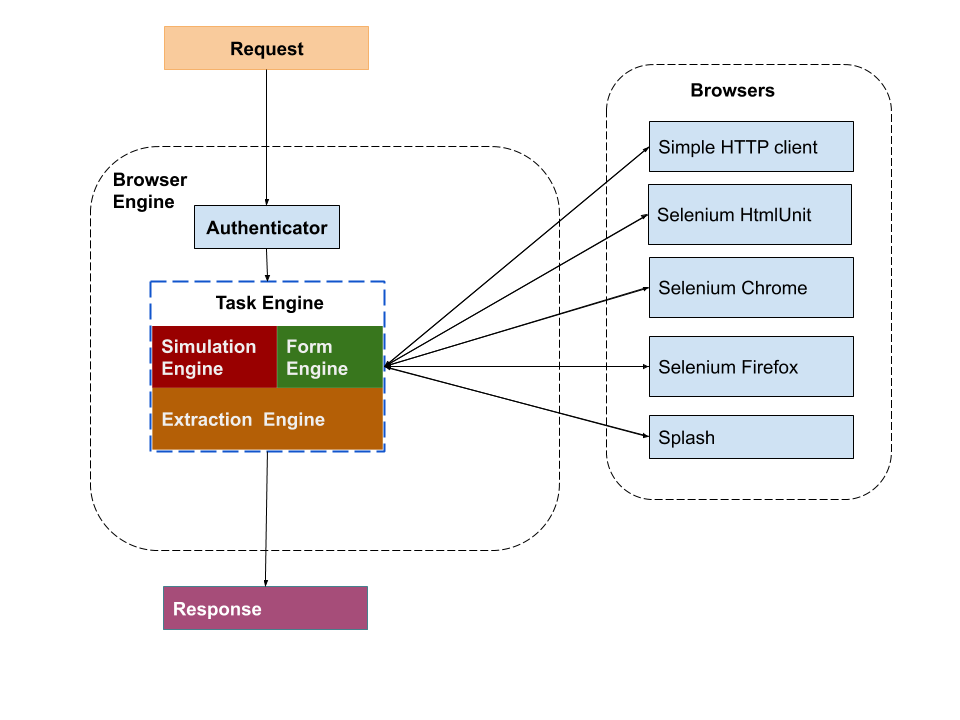 Request
Browsers
Simple HTTP client
Browser
Engine
Authenticator
Selenium HtmlUnit
Task Engine
Selenium Chrome
Simulation
Engine
Form
Engine
Selenium Firefox
Extraction  Engine
Splash
Response